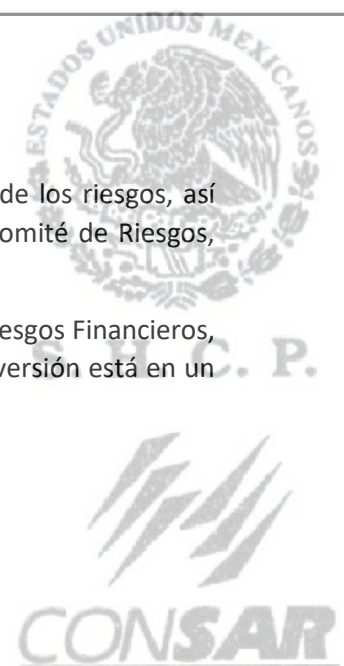 ESTADOS UNIDOS MEXICANOS
de los riesgos, así
omité de Riesgos,
esgos Financieros,
S. H. C. P.
versión está en un
CONSAR